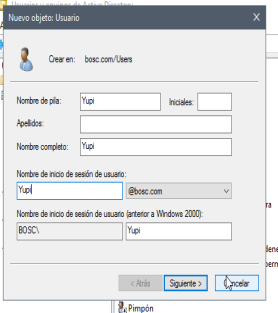 Usuarios y equipos de Active Directory
Nuevo objeto: Usuario
Crear en: bosc.com/Users
Nombre de pila: Yupi Iniciales:
Apellidos:
Nombre completo: Yupi
Nombre de inicio de sesión de usuario:
Yupi @bosc.com
Nombre de inicio de sesión de usuario (anterior a Windows 2000):
BOSC\ Yupi
< Atrás Siguiente > Cancelar
Pimpón